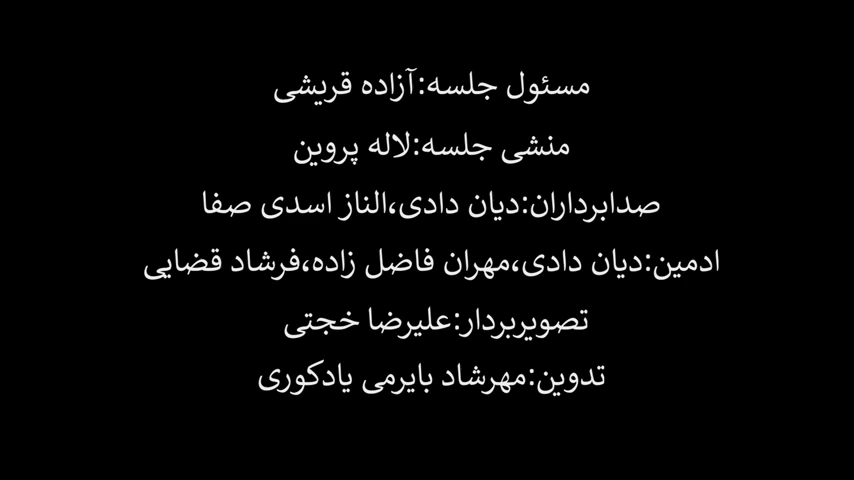 مسئول جلسه:آزاده قریشی
منشی جلسه:لاله پروین
صدابرداران:دیان دادی،الناز اسدی صفا
ادمین:دیان دادی،مهران فاضل زاده،فرشاد قضایی
تصویربردار:علیرضا خجتی
تدوین:مهرشاد بایرمی یادکوری